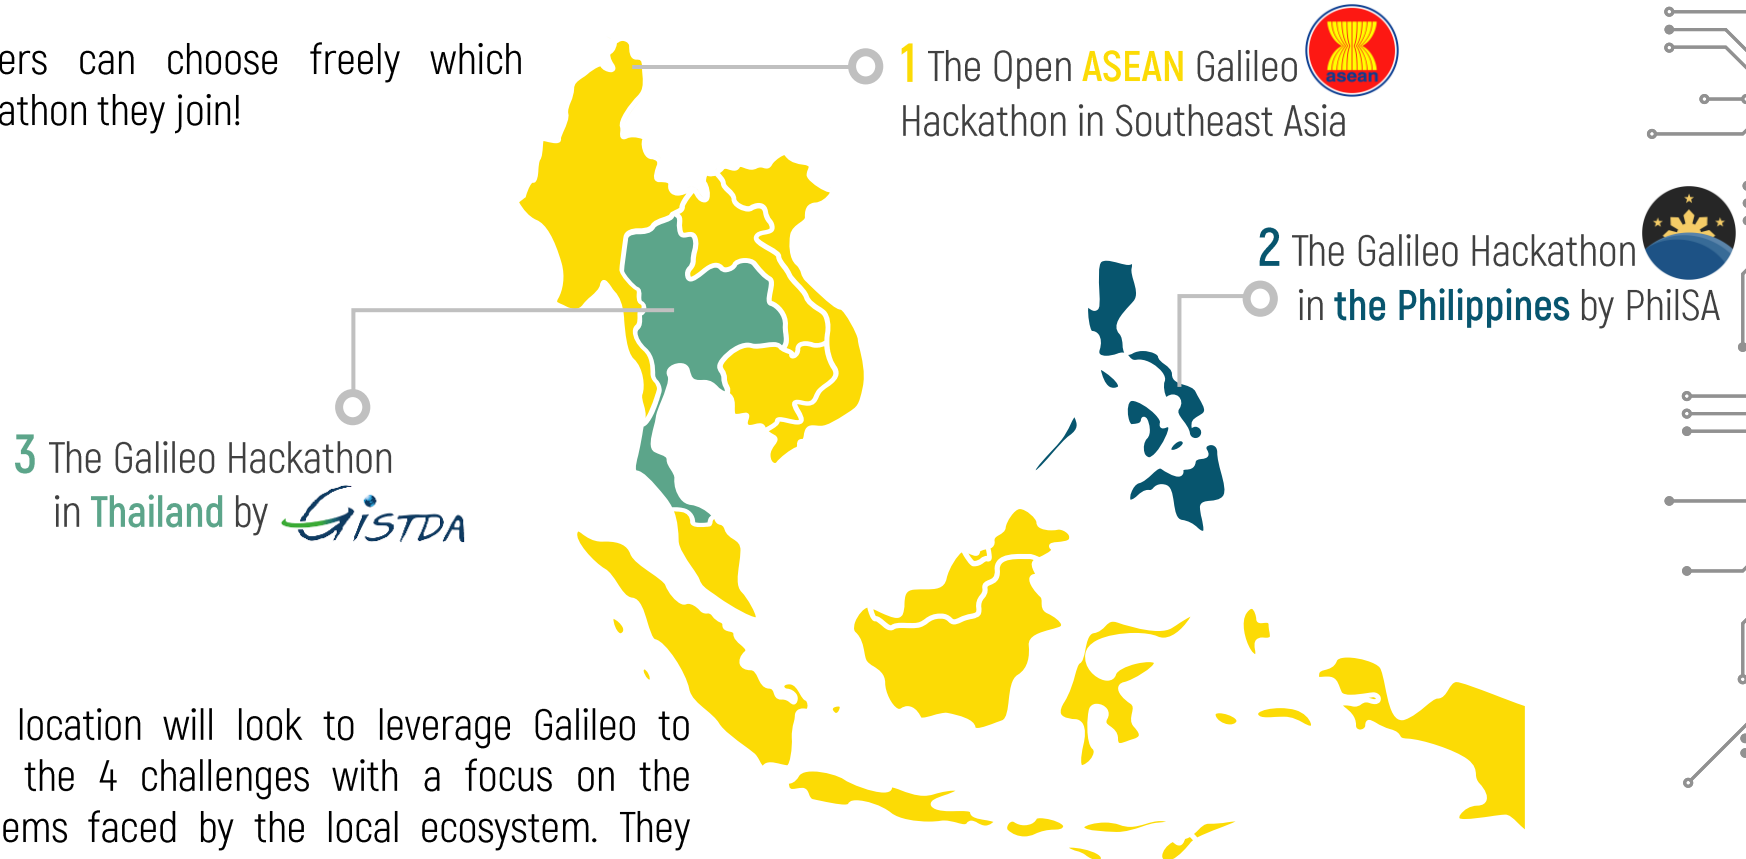 ers can choose freely which
athon they join!
1 The Open ASEAN Galileo
asean
Hackathon in Southeast Asia
2 The Galileo Hackathon
in the Philippines by PhilSA
3 The Galileo Hackathon
in Thailand by GISTDA
location will look to leverage Galileo to
the 4 challenges with a focus on the
ems faced by the local ecosystem. They